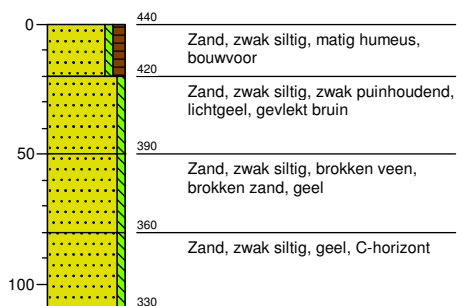 0
440
Zand, zwak siltig, matig humeus,
bouwvoor
420
Zand, zwak siltig, zwak puinhoudend,
lichtgeel, gevlekt bruin
50
390
Zand, zwak siltig, brokken veen,
brokken zand, geel
360
Zand, zwak siltig, geel, C-horizont
100
330